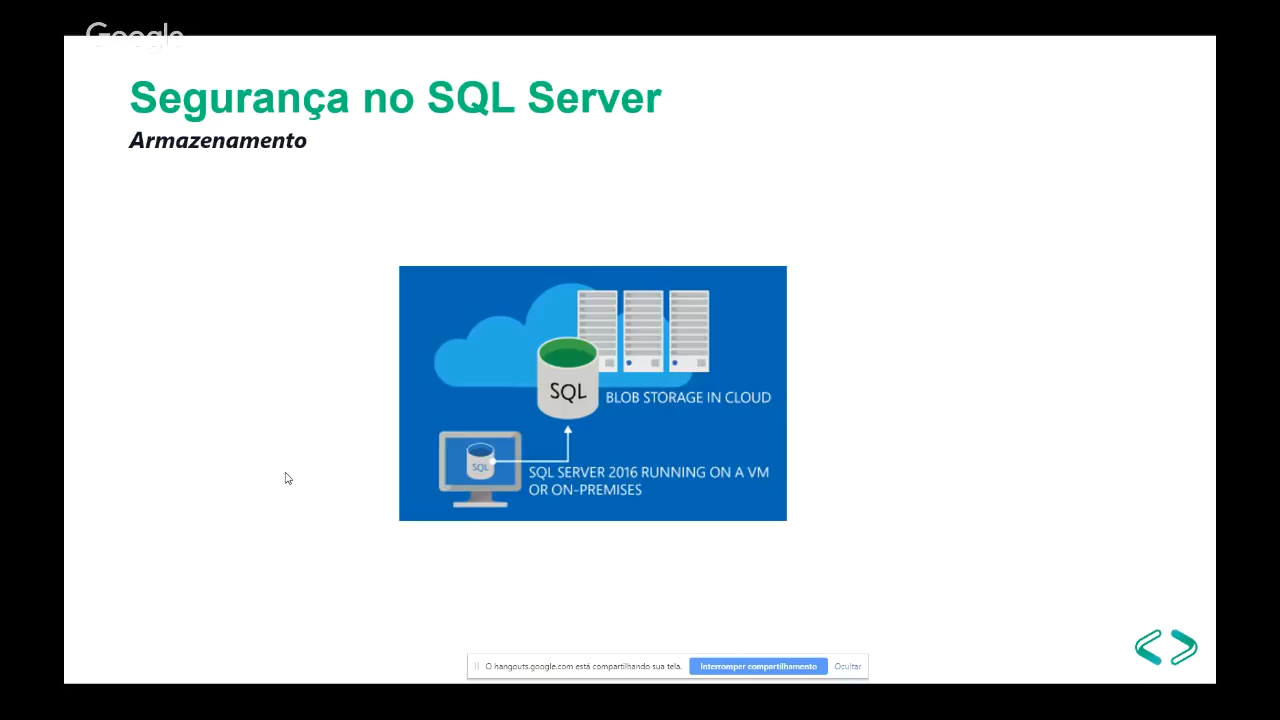 Google
Segurança no SQL Server
Armazenamento
SQL
BLOB STORAGE IN CLOUD
SQL
SQL SERVER 2016 RUNNING ON A VM
OR ON-PREMISES
O hangouts.google.com está compartilhando sua tela. Interromper compartilhamento Ocultar